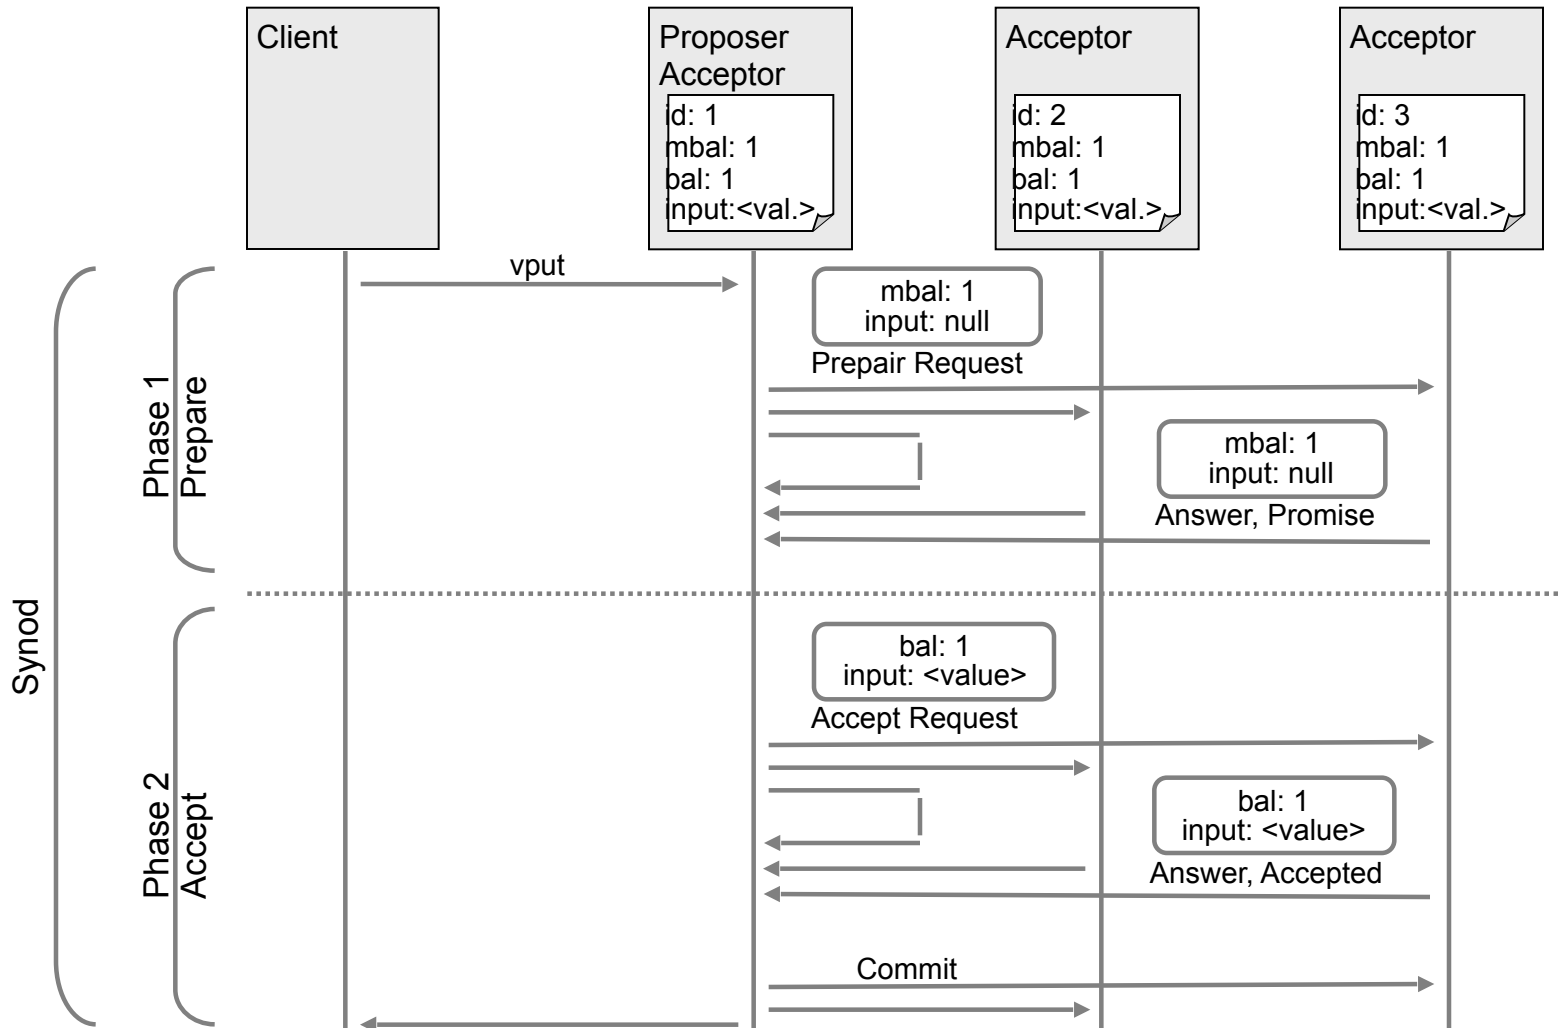 Client
Proposer
Acceptor
id: 1
mbal: 1
bal: 1
input:<val.>
Acceptor
id: 2
mbal: 1
bal: 1
input:<val.>
Acceptor
id: 3
mbal: 1
bal: 1
input:<val.>
Synod
Phase 1
Prepare
vput
mbal: 1
input: null
Prepair Request
mbal: 1
input: null
Answer, Promise
Phase 2
Accept
bal: 1
input: <value>
Accept Request
bal: 1
input: <value>
Answer, Accepted
Commit